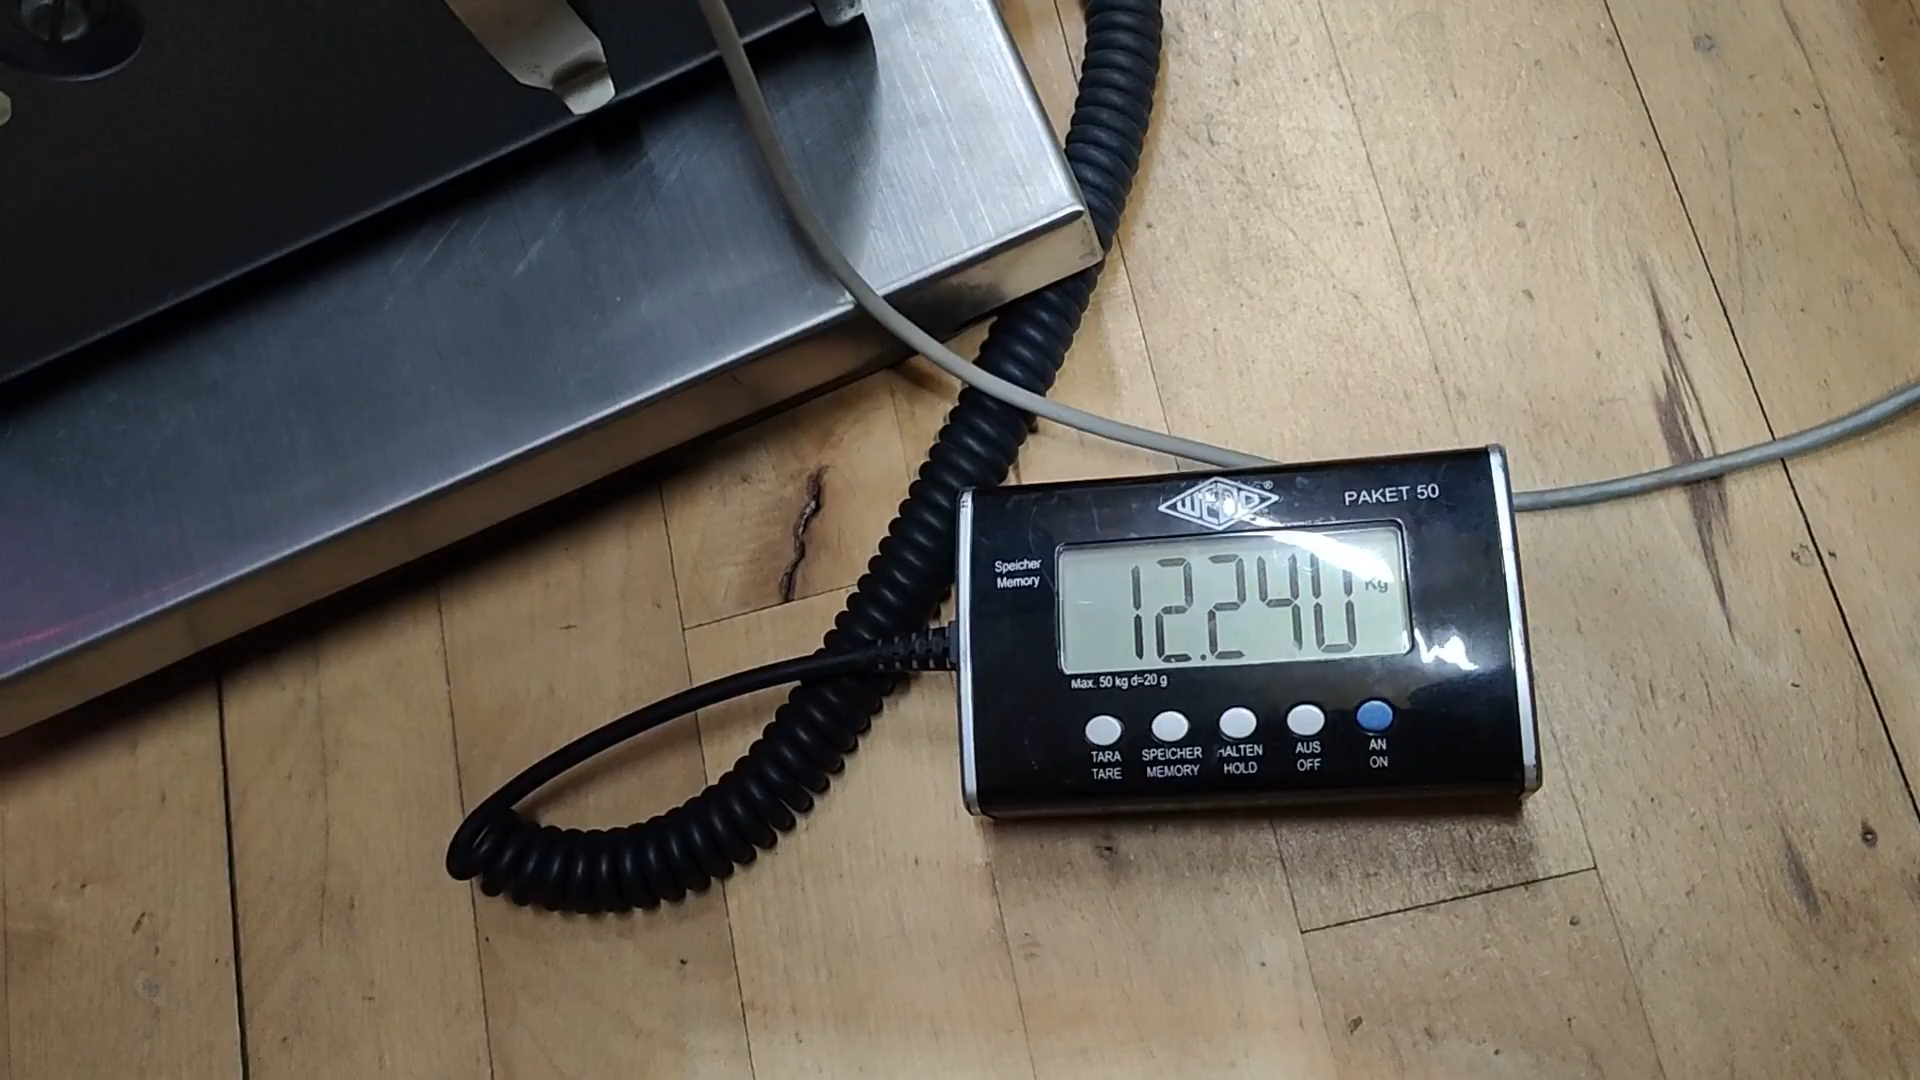 WEDO®
PAKET 50
Speicher
Memory
12.240 Kg
Max. 50 kg d=20 g
TARA
TARE
SPEICHER
MEMORY
HALTEN
HOLD
AUS
OFF
AN
ON